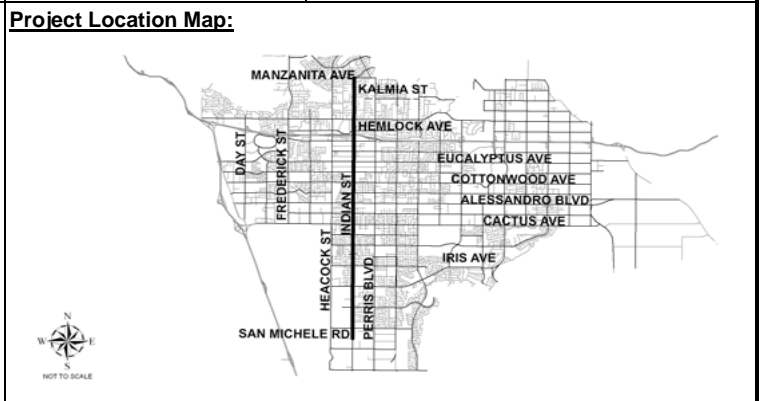 Project Location Map:
MANZANITA AVE
KALMIA ST
HEMLOCK AVE
DAY ST
FREDERICK ST
EUCALYPTUS AVE
COTTONWOOD AVE
INDIAN ST
ALESSANDRO BLVD
CACTUS AVE
HEACOCK ST
IRIS AVE
PERRIS BLVD
SAN MICHELE RD
N
W
E
S
NOT TO SCALE